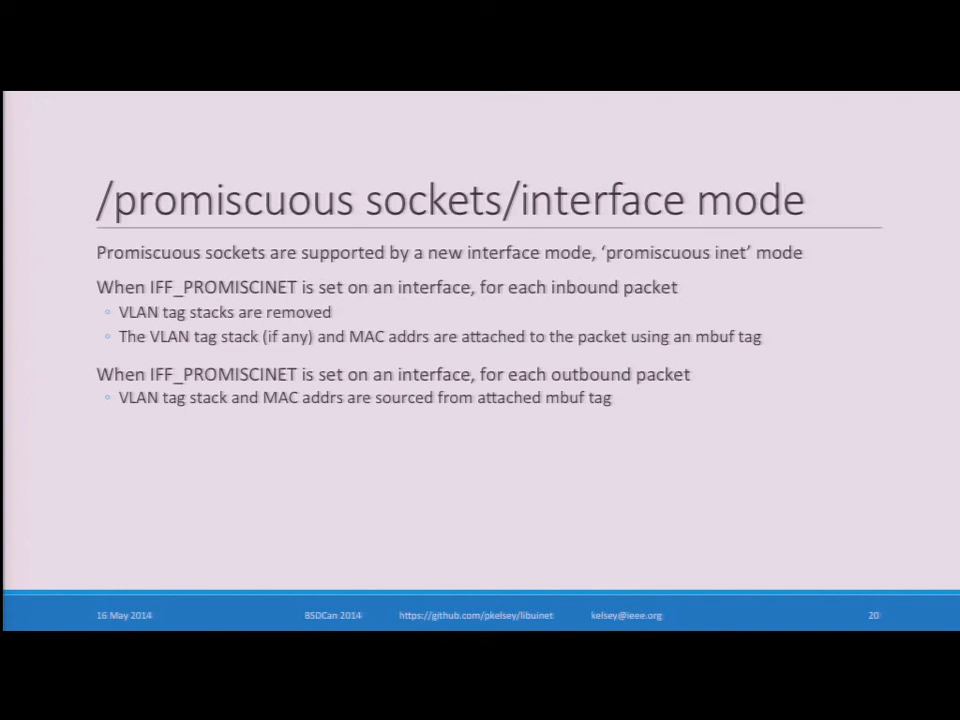 /promiscuous sockets/interface mode
Promiscuous sockets are supported by a new interface mode, ‘promiscuous inet’ mode
When IFF_PROMISCINET is set on an interface, for each inbound packet
◦ VLAN tag stacks are removed
◦ The VLAN tag stack (if any) and MAC addrs are attached to the packet using an mbuf tag
When IFF_PROMISCINET is set on an interface, for each outbound packet
◦ VLAN tag stack and MAC addrs are sourced from attached mbuf tag
16 May 2014 BSDCan 2014 https://github.com/pkelsey/libuinet kelsey@ieee.org 20